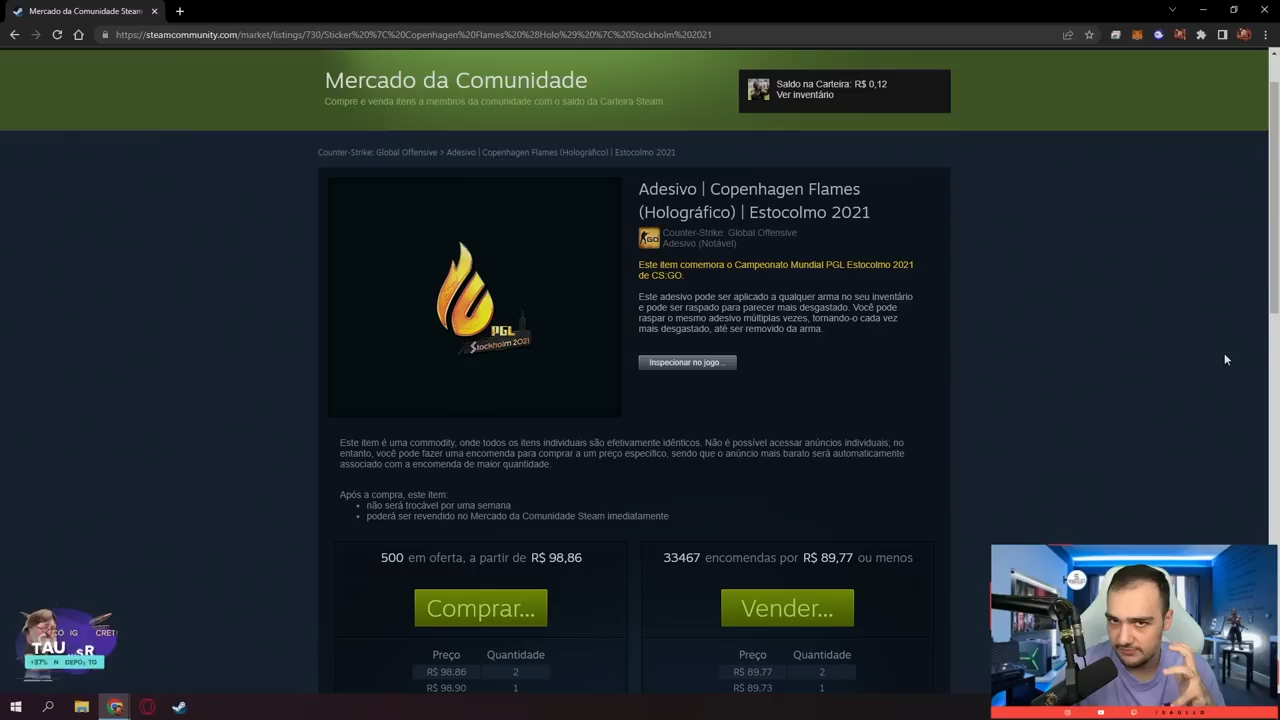 Mercado da Comunidade Steam
https://steamcommunity.com/market/listings/730/Sticker%20%7C%20Copenhagen%20Flames%20%28Holo%29%20%7C%20Stockholm%202021
Mercado da Comunidade
Compre e venda itens a membros da comunidade com o saldo da Carteira Steam.
Saldo na Carteira: R$ 0,12
Ver inventário
Counter-Strike: Global Offensive > Adesivo | Copenhagen Flames (Holográfico) | Estocolmo 2021
PGL
Stockholm 2021
Adesivo | Copenhagen Flames
(Holográfico) | Estocolmo 2021
GO
Counter-Strike: Global Offensive
Adesivo (Notável)
Este item comemora o Campeonato Mundial PGL Estocolmo 2021
de CS:GO.
Este adesivo pode ser aplicado a qualquer arma no seu inventário
e pode ser raspado para parecer mais desgastado. Você pode
raspar o mesmo adesivo múltiplas vezes, tornando-o cada vez
mais desgastado, até ser removido da arma.
Inspecionar no jogo...
Este item é uma commodity, onde todos os itens individuais são efetivamente idênticos. Não é possível acessar anúncios individuais; no
entanto, você pode fazer uma encomenda para comprar a um preço específico, sendo que o anúncio mais barato será automaticamente
associado com a encomenda de maior quantidade.
Após a compra, este item:
• não será trocável por uma semana
• poderá ser revendido no Mercado da Comunidade Steam imediatamente
500 em oferta, a partir de R$ 98,86
Comprar...
Preço Quantidade
R$ 98,86 2
R$ 98,90 1
33467 encomendas por R$ 89,77 ou menos
Vender...
Preço Quantidade
R$ 89,77 2
R$ 89,73 1